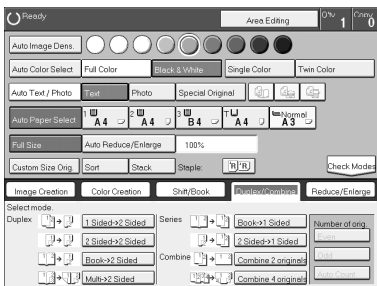 Ready Area Editing Q'ty 1 Copy 0
Auto Image Dens.
Auto Color Select Full Color Black & White Single Color Twin Color
Auto Text / Photo Text Photo Special Original
Auto Paper Select 1 A4 2 A4 3 B4 T A4 Normal A3
Full Size Auto Reduce/Enlarge 100%
Custom Size Orig. Sort Stack Staple: Check Modes
Image Creation Color Creation Shift/Book Duplex/Combine Reduce/Enlarge
Select mode.
Duplex 1 Sided->2 Sided Series Book->1 Sided Number of orig.
2 Sided->2 Sided 2 Sided->1 Sided Even
Book->2 Sided Combine Combine 2 originals Odd
Multi->2 Sided Combine 4 originals Auto Count